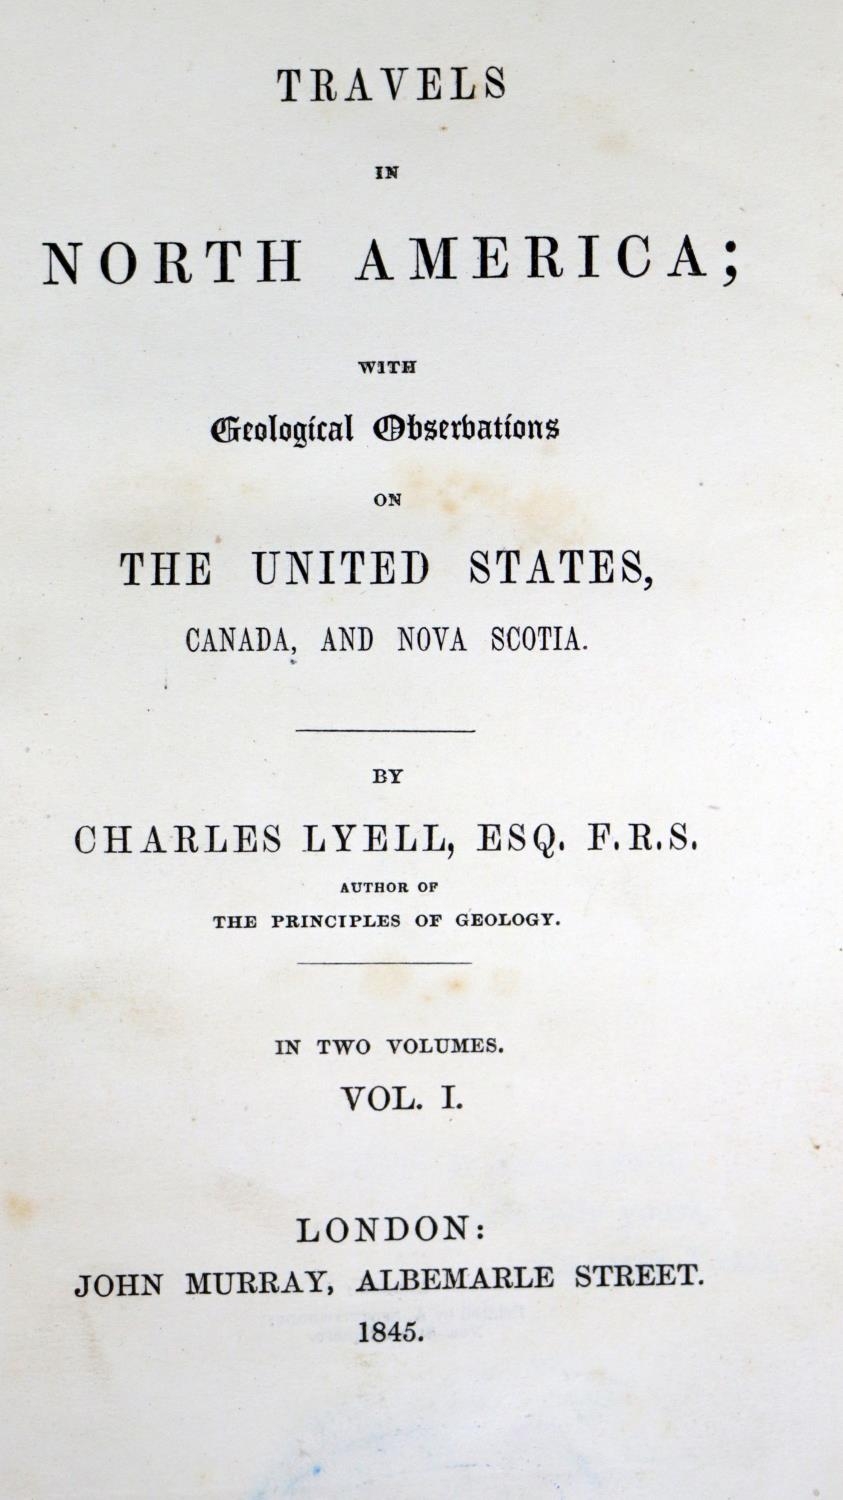 TRAVELS
IN
NORTH AMERICA;
WITH
Geological Observations
ON
THE UNITED STATES,
CANADA, AND NOVA SCOTIA.
BY
CHARLES LYELL, ESQ. F.R.S.
AUTHOR OF
THE PRINCIPLES OF GEOLOGY.
IN TWO VOLUMES.
VOL. I.
LONDON:
JOHN MURRAY, ALBEMARLE STREET.
1845.